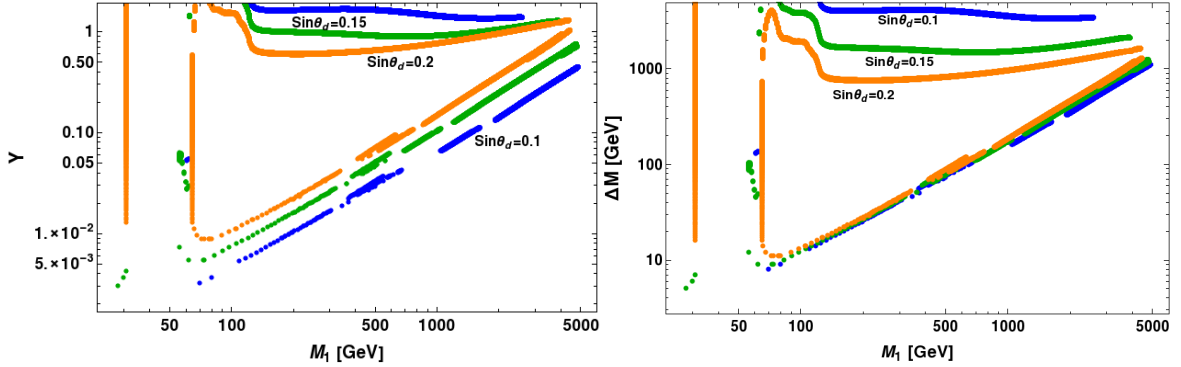 Sinθd=0.15
Sinθd=0.2
Sinθd=0.1
1
0.50
0.10
0.05
1.×10⁻²
5.×10⁻³
Y
50 100 500 1000 5000
M₁ [GeV]
Sinθd=0.1
Sinθd=0.15
Sinθd=0.2
1000
100
10
ΔM [GeV]
50 100 500 1000 5000
M₁ [GeV]